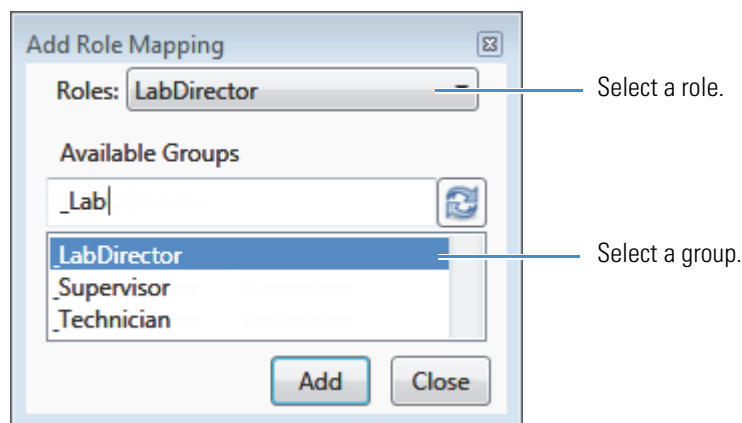 Add Role Mapping
Roles: LabDirector
Select a role.
Available Groups
_Lab
_LabDirector
Select a group.
_Supervisor
_Technician
Add Close